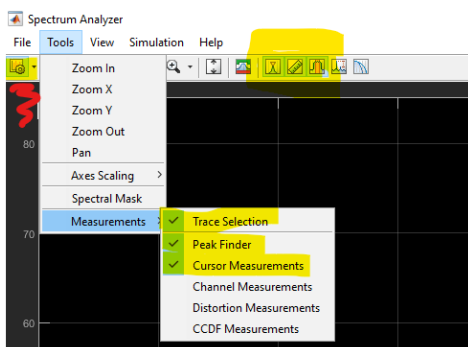 Spectrum Analyzer
File Tools View Simulation Help
Zoom In
Zoom X
Zoom Y
Zoom Out
Pan
Axes Scaling
Spectral Mask
Measurements
Trace Selection
Peak Finder
Cursor Measurements
Channel Measurements
Distortion Measurements
CCDF Measurements
80
70
60